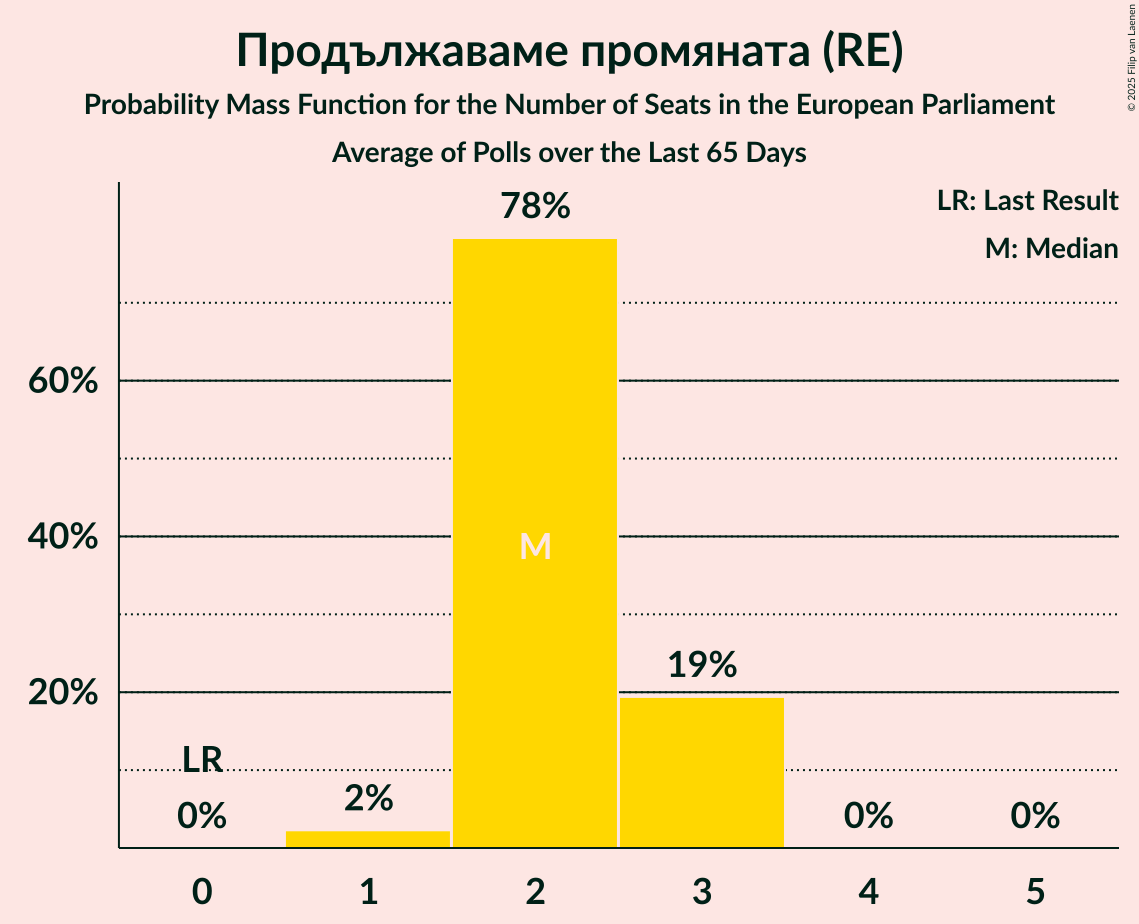 Продължаваме промяната (RE)
Probability Mass Function for the Number of Seats in the European Parliament
Average of Polls over the Last 65 Days
© 2025 Filip van Laenen
LR: Last Result
M: Median
78%
60%
40%
M
19%
20%
LR
2%
0%
0%
0%
0 1 2 3 4 5